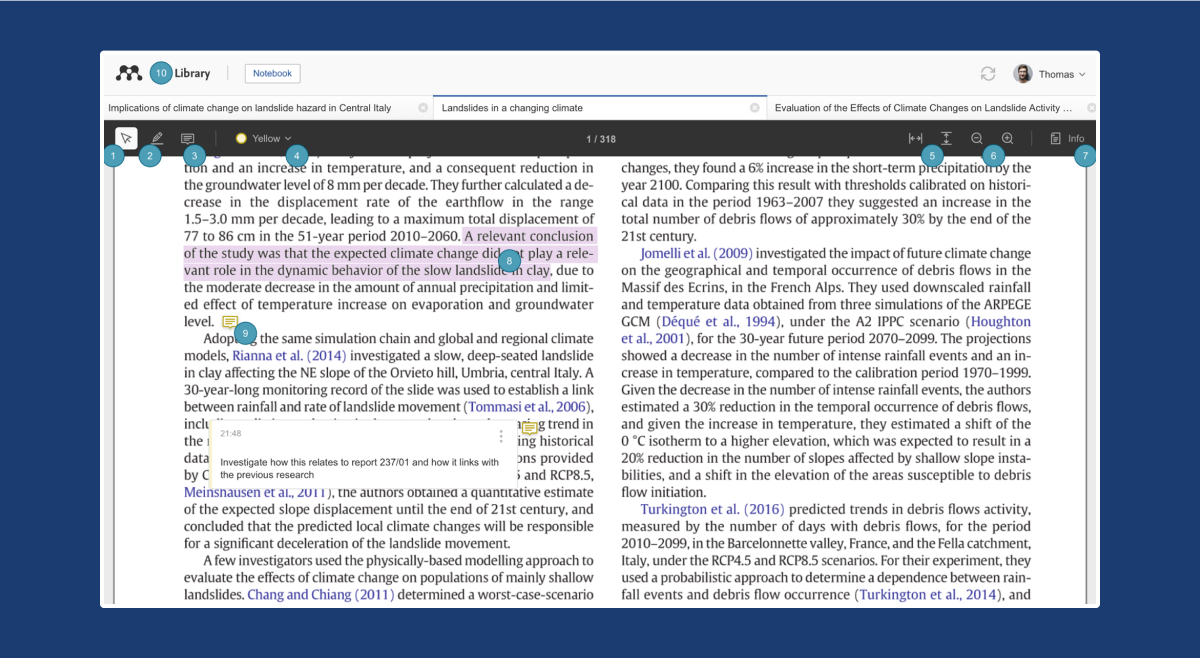 10 Library
Notebook
Thomas
Implications of climate change on landslide hazard in Central Italy
Landslides in a changing climate
Evaluation of the Effects of Climate Changes on Landslide Activity ...
Yellow
1 / 318
Info
1
2
3
4
5
6
7
tion and an increase in temperature, and a consequent reduction in
the groundwater level of 8 mm per decade. They further calculated a de-
crease in the displacement rate of the earthflow in the range
1.5–3.0 mm per decade, leading to a maximum total displacement of
77 to 86 cm in the 51-year period 2010–2060. A relevant conclusion
of the study was that the expected climate change did play a rele-
8
vant role in the dynamic behavior of the slow landslide in clay, due to
the moderate decrease in the amount of annual precipitation and limit-
ed effect of temperature increase on evaporation and groundwater
level.
9
the same simulation chain and global and regional climate
models, Rianna et al. (2014) investigated a slow, deep-seated landslide
in clay affecting the NE slope of the Orvieto hill, Umbria, central Italy. A
30-year-long monitoring record of the slide was used to establish a link
between rainfall and rate of landslide movement (Tommasi et al., 2006),
trend in
the historical
data provided
by and RCP8.5,
21:48
Investigate how this relates to report 237/01 and how it links with
the previous research
Meinshausen et al., 2011), the authors obtained a quantitative estimate
of the expected slope displacement until the end of 21st century, and
concluded that the predicted local climate changes will be responsible
for a significant deceleration of the landslide movement.
A few investigators used the physically-based modelling approach to
evaluate the effects of climate change on populations of mainly shallow
landslides. Chang and Chiang (2011) determined a worst-case-scenario
changes, they found a 6% increase in the short-term precipitation by the
year 2100. Comparing this result with thresholds calibrated on histori-
cal data in the period 1963–2007 they suggested an increase in the
total number of debris flows of approximately 30% by the end of the
21st century.
Jomelli et al. (2009) investigated the impact of future climate change
on the geographical and temporal occurrence of debris flows in the
Massif des Ecrins, in the French Alps. They used downscaled rainfall
and temperature data obtained from three simulations of the ARPEGE
GCM (Déqué et al., 1994), under the A2 IPPC scenario (Houghton
et al., 2001), for the 30-year future period 2070–2099. The projections
showed a decrease in the number of intense rainfall events and an in-
crease in temperature, compared to the calibration period 1970–1999.
Given the decrease in the number of intense rainfall events, the authors
estimated a 30% reduction in the temporal occurrence of debris flows,
and given the increase in temperature, they estimated a shift of the
0 °C isotherm to a higher elevation, which was expected to result in a
20% reduction in the number of slopes affected by shallow slope insta-
bilities, and a shift in the elevation of the areas susceptible to debris
flow initiation.
Turkington et al. (2016) predicted trends in debris flows activity,
measured by the number of days with debris flows, for the period
2010–2099, in the Barcelonnette valley, France, and the Fella catchment,
Italy, under the RCP4.5 and RCP8.5 scenarios. For their experiment, they
used a probabilistic approach to determine a dependence between rain-
fall events and debris flow occurrence (Turkington et al., 2014), and